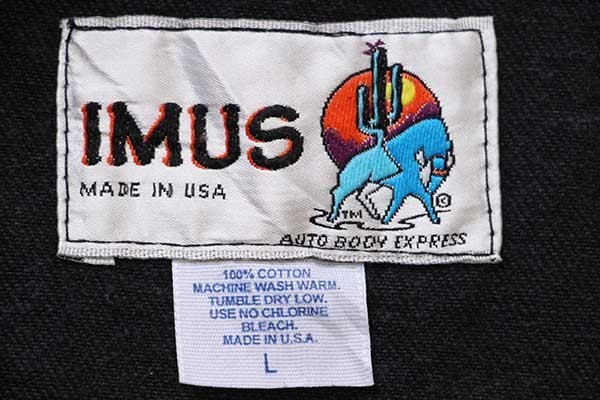 IMUS
MADE IN USA
TM
©
AUTO BODY EXPRESS
100% COTTON
MACHINE WASH WARM.
TUMBLE DRY LOW.
USE NO CHLORINE
BLEACH.
MADE IN U.S.A.
L